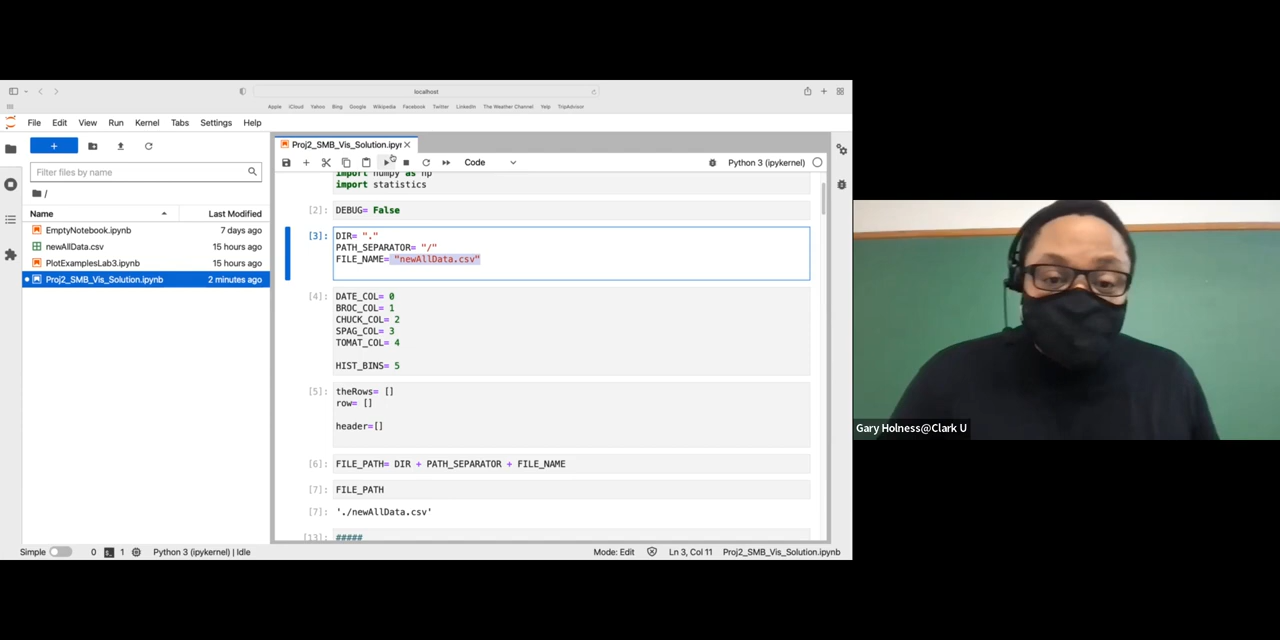 localhost
Apple iCloud Yahoo Bing Google Wikipedia Facebook Twitter LinkedIn The Weather Channel Yelp TripAdvisor
File Edit View Run Kernel Tabs Settings Help
+
Filter files by name
/
Name Last Modified
EmptyNotebook.ipynb 7 days ago
newAllData.csv 15 hours ago
PlotExamplesLab3.ipynb 15 hours ago
Proj2_SMB_Vis_Solution.ipynb 2 minutes ago
Proj2_SMB_Vis_Solution.ipyn
Code Python 3 (ipykernel)
import numpy as np
import statistics
[2]: DEBUG= False
[3]: DIR= "."
PATH_SEPARATOR= "/"
FILE_NAME= "newAllData.csv"
[4]: DATE_COL= 0
BROC_COL= 1
CHUCK_COL= 2
SPAG_COL= 3
TOMAT_COL= 4
HIST_BINS= 5
[5]: theRows= []
row= []
header=[]
[6]: FILE_PATH= DIR + PATH_SEPARATOR + FILE_NAME
[7]: FILE_PATH
[7]: './newAllData.csv'
[13]: #####
Simple 0 1 Python 3 (ipykernel) | Idle Mode: Edit Ln 3, Col 11 Proj2_SMB_Vis_Solution.ipynb
Gary Holness@Clark U